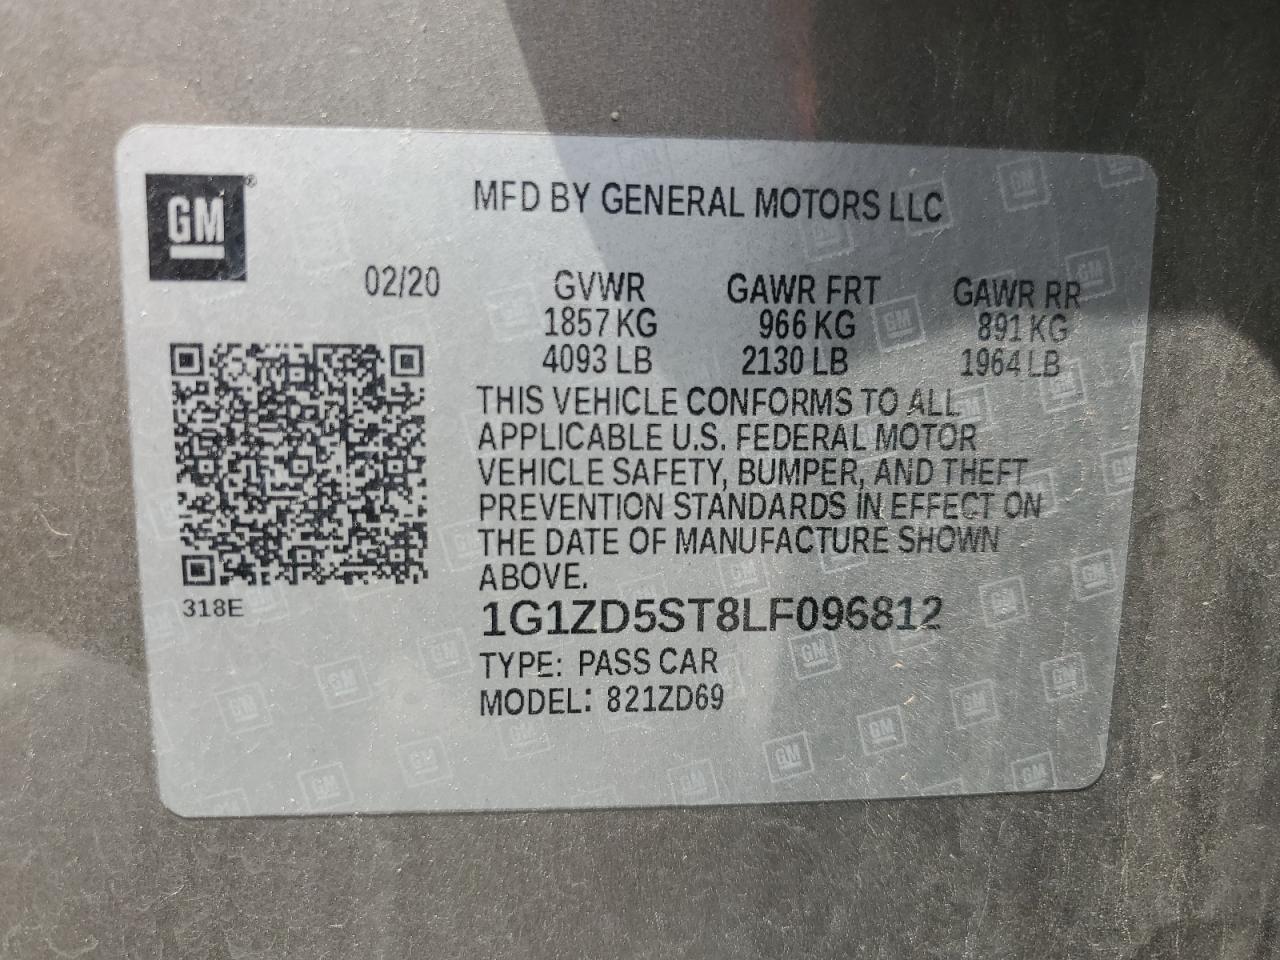 GM®
MFD BY GENERAL MOTORS LLC
02/20 GVWR GAWR FRT GAWR RR
1857 KG 966 KG 891 KG
4093 LB 2130 LB 1964 LB
THIS VEHICLE CONFORMS TO ALL
APPLICABLE U.S. FEDERAL MOTOR
VEHICLE SAFETY, BUMPER, AND THEFT
PREVENTION STANDARDS IN EFFECT ON
THE DATE OF MANUFACTURE SHOWN
ABOVE.
318E
1G1ZD5ST8LF096812
TYPE: PASS CAR
MODEL: 821ZD69